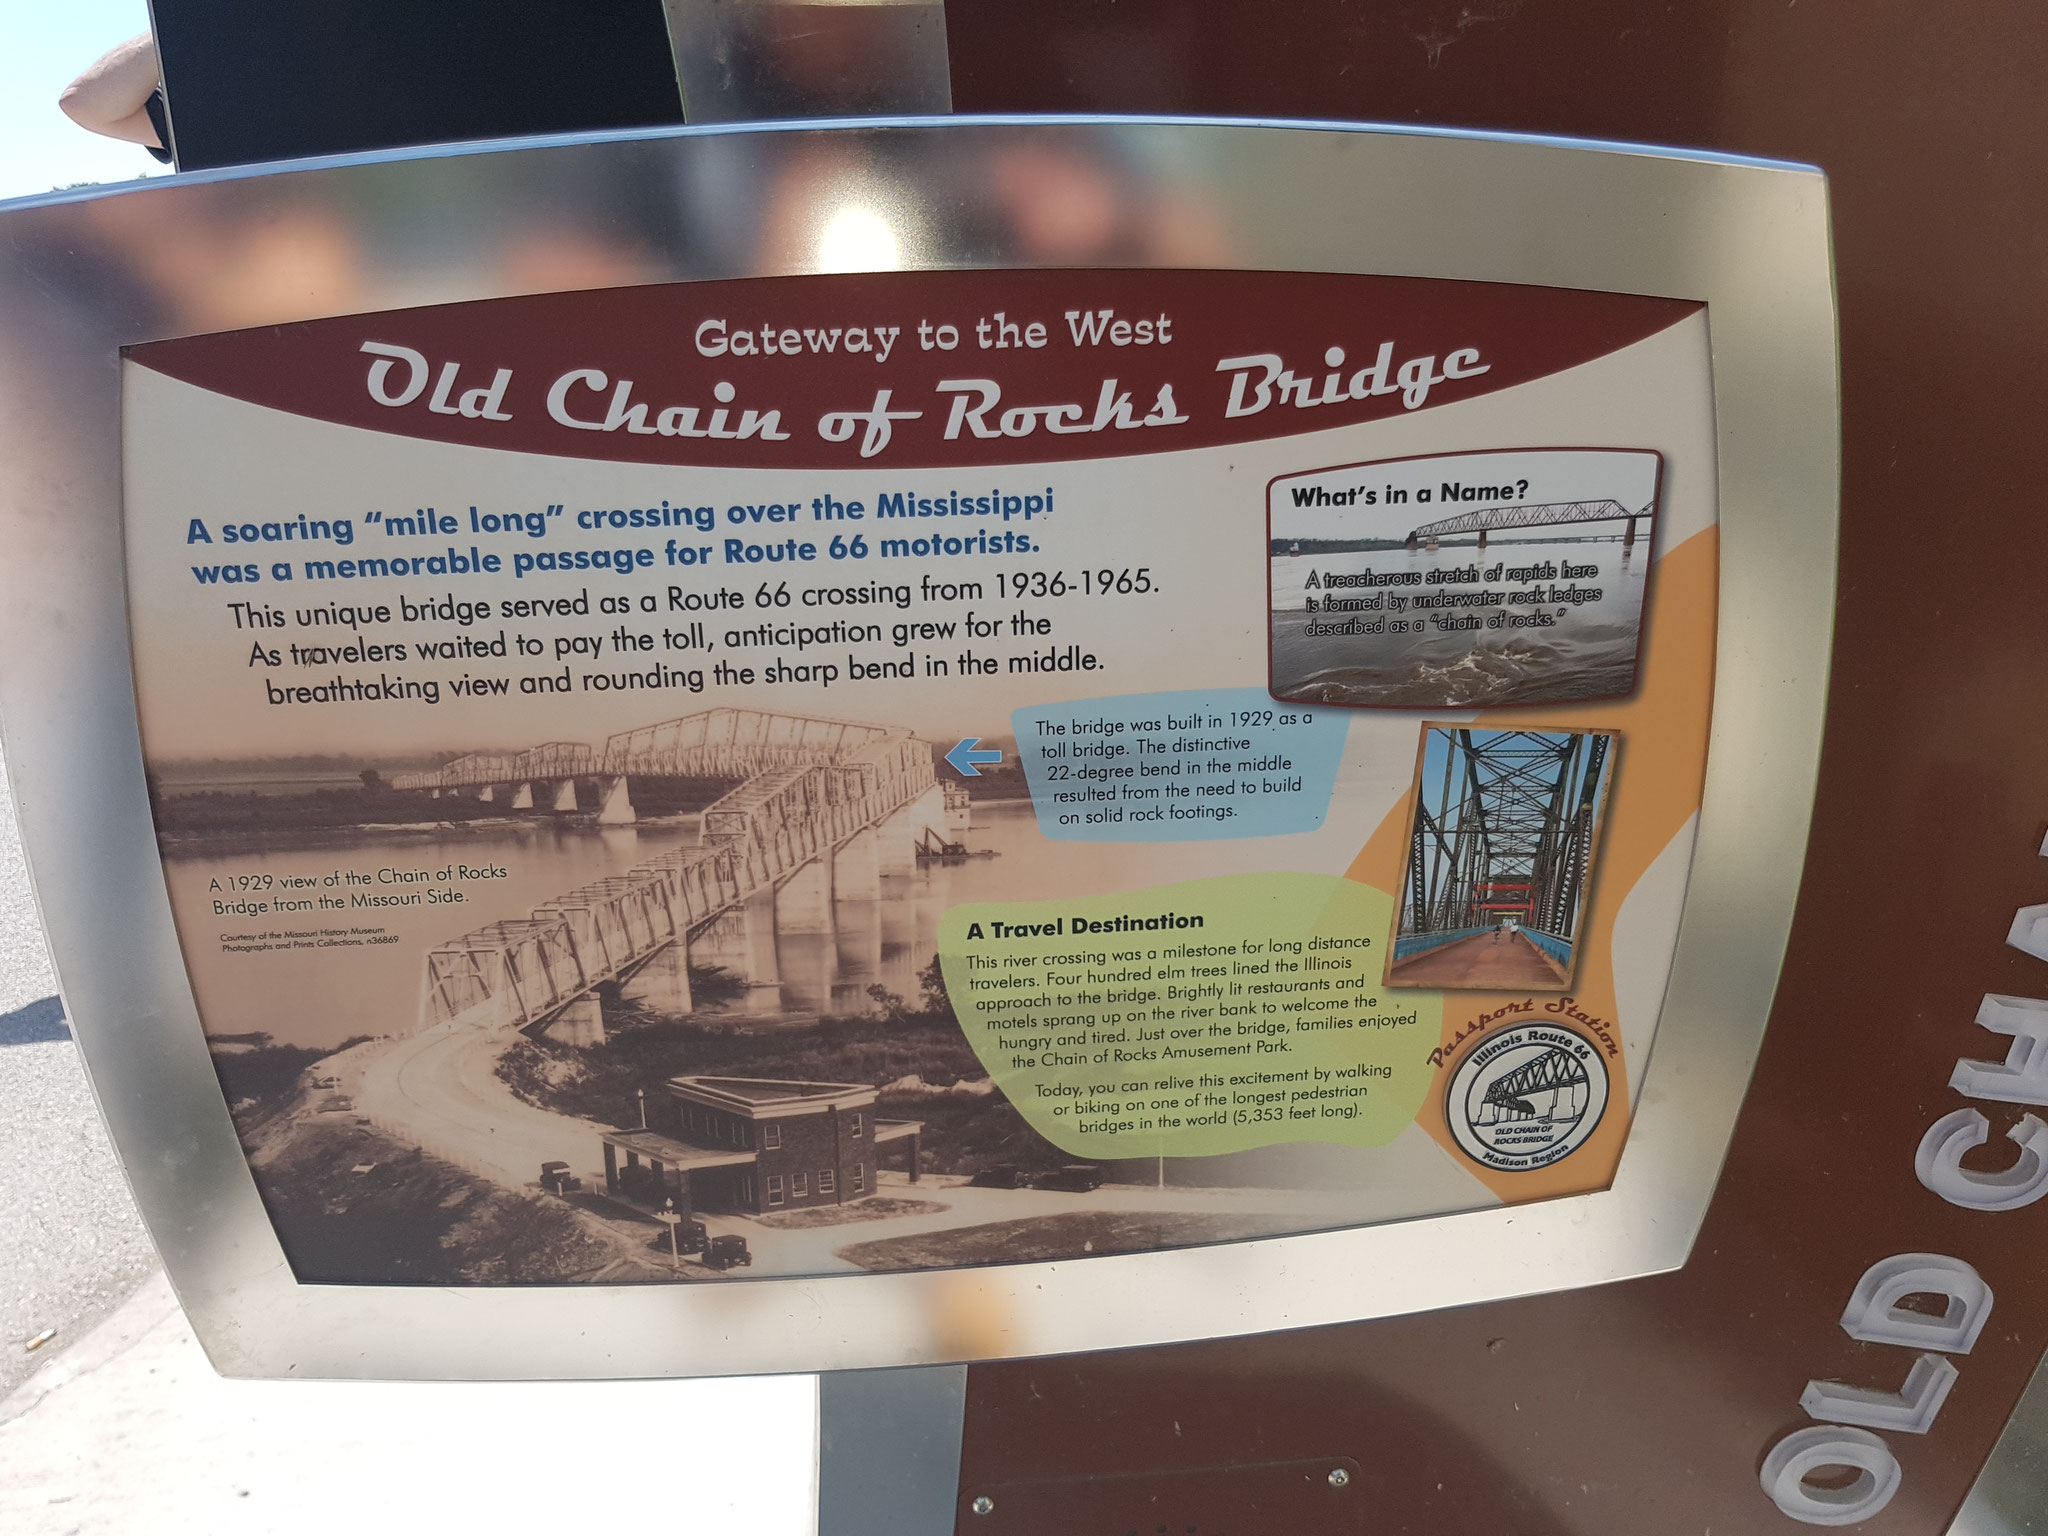 Gateway to the West
Old Chain of Rocks Bridge
A soaring “mile long” crossing over the Mississippi
was a memorable passage for Route 66 motorists.
This unique bridge served as a Route 66 crossing from 1936-1965.
As travelers waited to pay the toll, anticipation grew for the
breathtaking view and rounding the sharp bend in the middle.
What’s in a Name?
A treacherous stretch of rapids here
is formed by underwater rock ledges
described as a “chain of rocks.”
The bridge was built in 1929 as a
toll bridge. The distinctive
22-degree bend in the middle
resulted from the need to build
on solid rock footings.
A 1929 view of the Chain of Rocks
Bridge from the Missouri Side.
Courtesy of the Missouri History Museum
Photographs and Prints Collections, n36869
A Travel Destination
This river crossing was a milestone for long distance
travelers. Four hundred elm trees lined the Illinois
approach to the bridge. Brightly lit restaurants and
motels sprang up on the river bank to welcome the
hungry and tired. Just over the bridge, families enjoyed
the Chain of Rocks Amusement Park.
Today, you can relive this excitement by walking
or biking on one of the longest pedestrian
bridges in the world (5,353 feet long).
Passport Station
Illinois Route 66
OLD CHAIN OF
ROCKS BRIDGE
Madison Region
OLD CHA